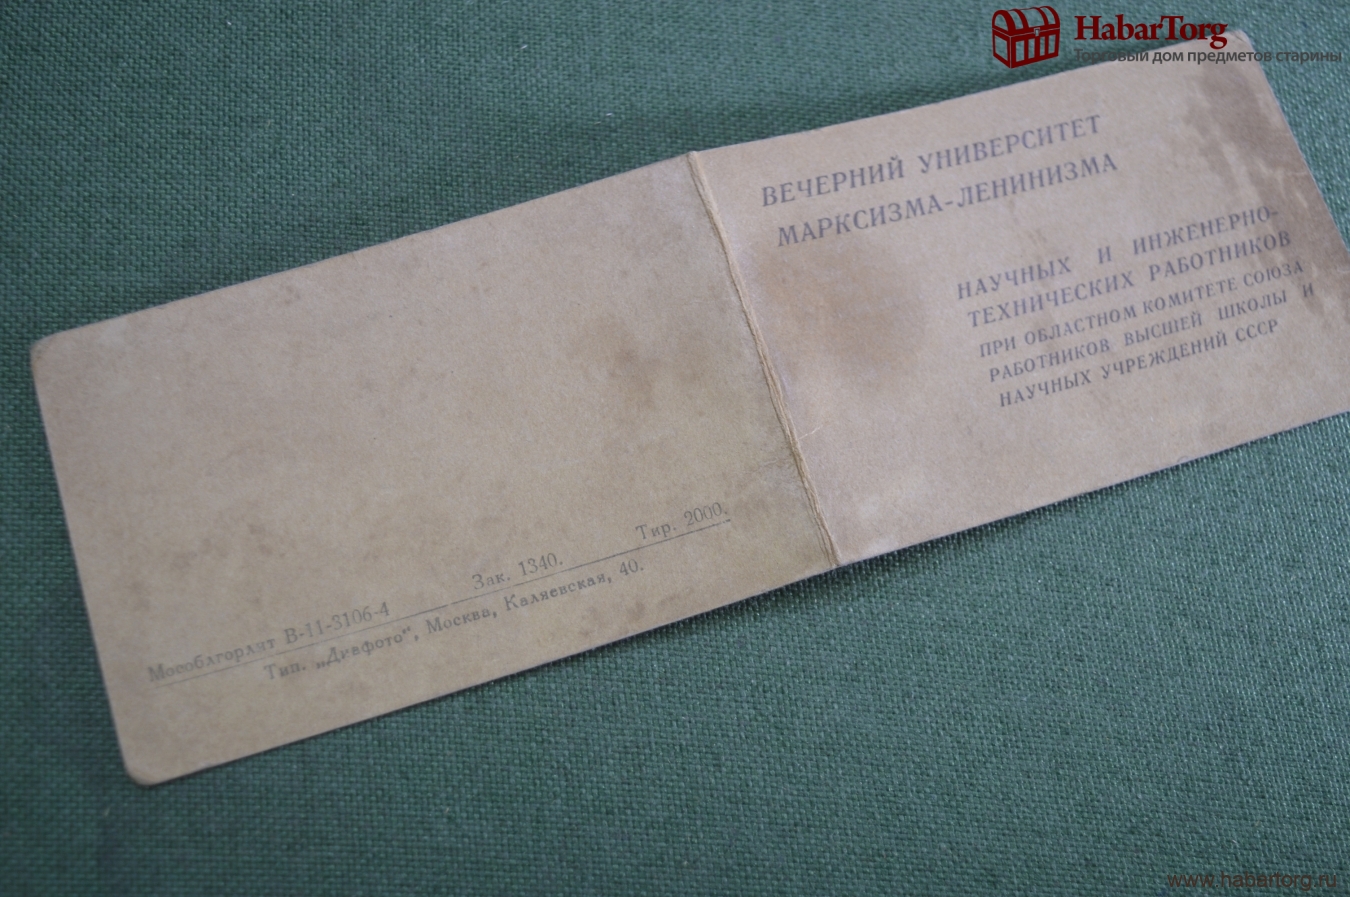 HabarTorg
Торговый дом предметов старины
ВЕЧЕРНИЙ УНИВЕРСИТЕТ
МАРКСИЗМА-ЛЕНИНИЗМА
НАУЧНЫХ И ИНЖЕНЕРНО-
ТЕХНИЧЕСКИХ РАБОТНИКОВ
ПРИ ОБЛАСТНОМ КОМИТЕТЕ СОЮЗА
РАБОТНИКОВ ВЫСШЕЙ ШКОЛЫ И
НАУЧНЫХ УЧРЕЖДЕНИЙ СССР
Мособлгорлит В-11-3106-4 Зак. 1340. Тир. 2000.
Тип. „Диафото", Москва, Каляевская, 40.
www.habartorg.ru